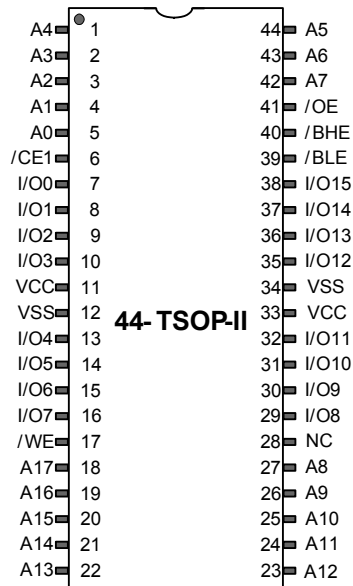 A4 1 44 A5
A3 2 43 A6
A2 3 42 A7
A1 4 41 /OE
A0 5 40 /BHE
/CE1 6 39 /BLE
I/O0 7 38 I/O15
I/O1 8 37 I/O14
I/O2 9 36 I/O13
I/O3 10 35 I/O12
VCC 11 34 VSS
VSS 12 33 VCC
44- TSOP-II
I/O4 13 32 I/O11
I/O5 14 31 I/O10
I/O6 15 30 I/O9
I/O7 16 29 I/O8
/WE 17 28 NC
A17 18 27 A8
A16 19 26 A9
A15 20 25 A10
A14 21 24 A11
A13 22 23 A12